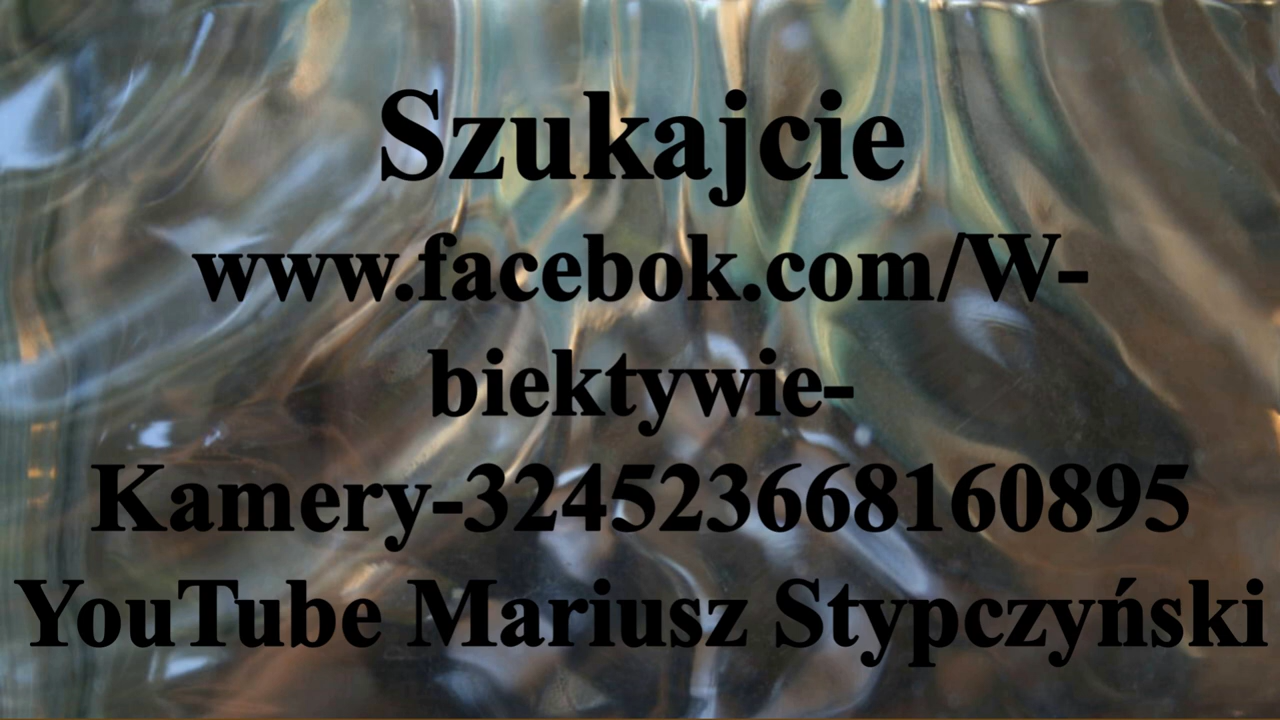 Szukajcie
www.facebok.com/W-
biektywie-
Kamery-324523668160895
YouTube Mariusz Stypczyński